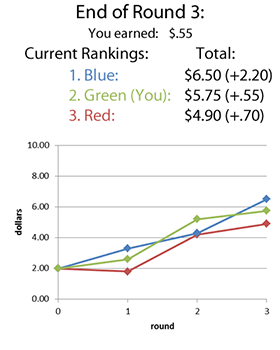 End of Round 3:
You earned: $.55
Current Rankings: Total:
1. Blue: $6.50 (+2.20)
2. Green (You): $5.75 (+.55)
3. Red: $4.90 (+.70)
10.00
8.00
6.00
4.00
2.00
0.00
dollars
0 1 2 3
round